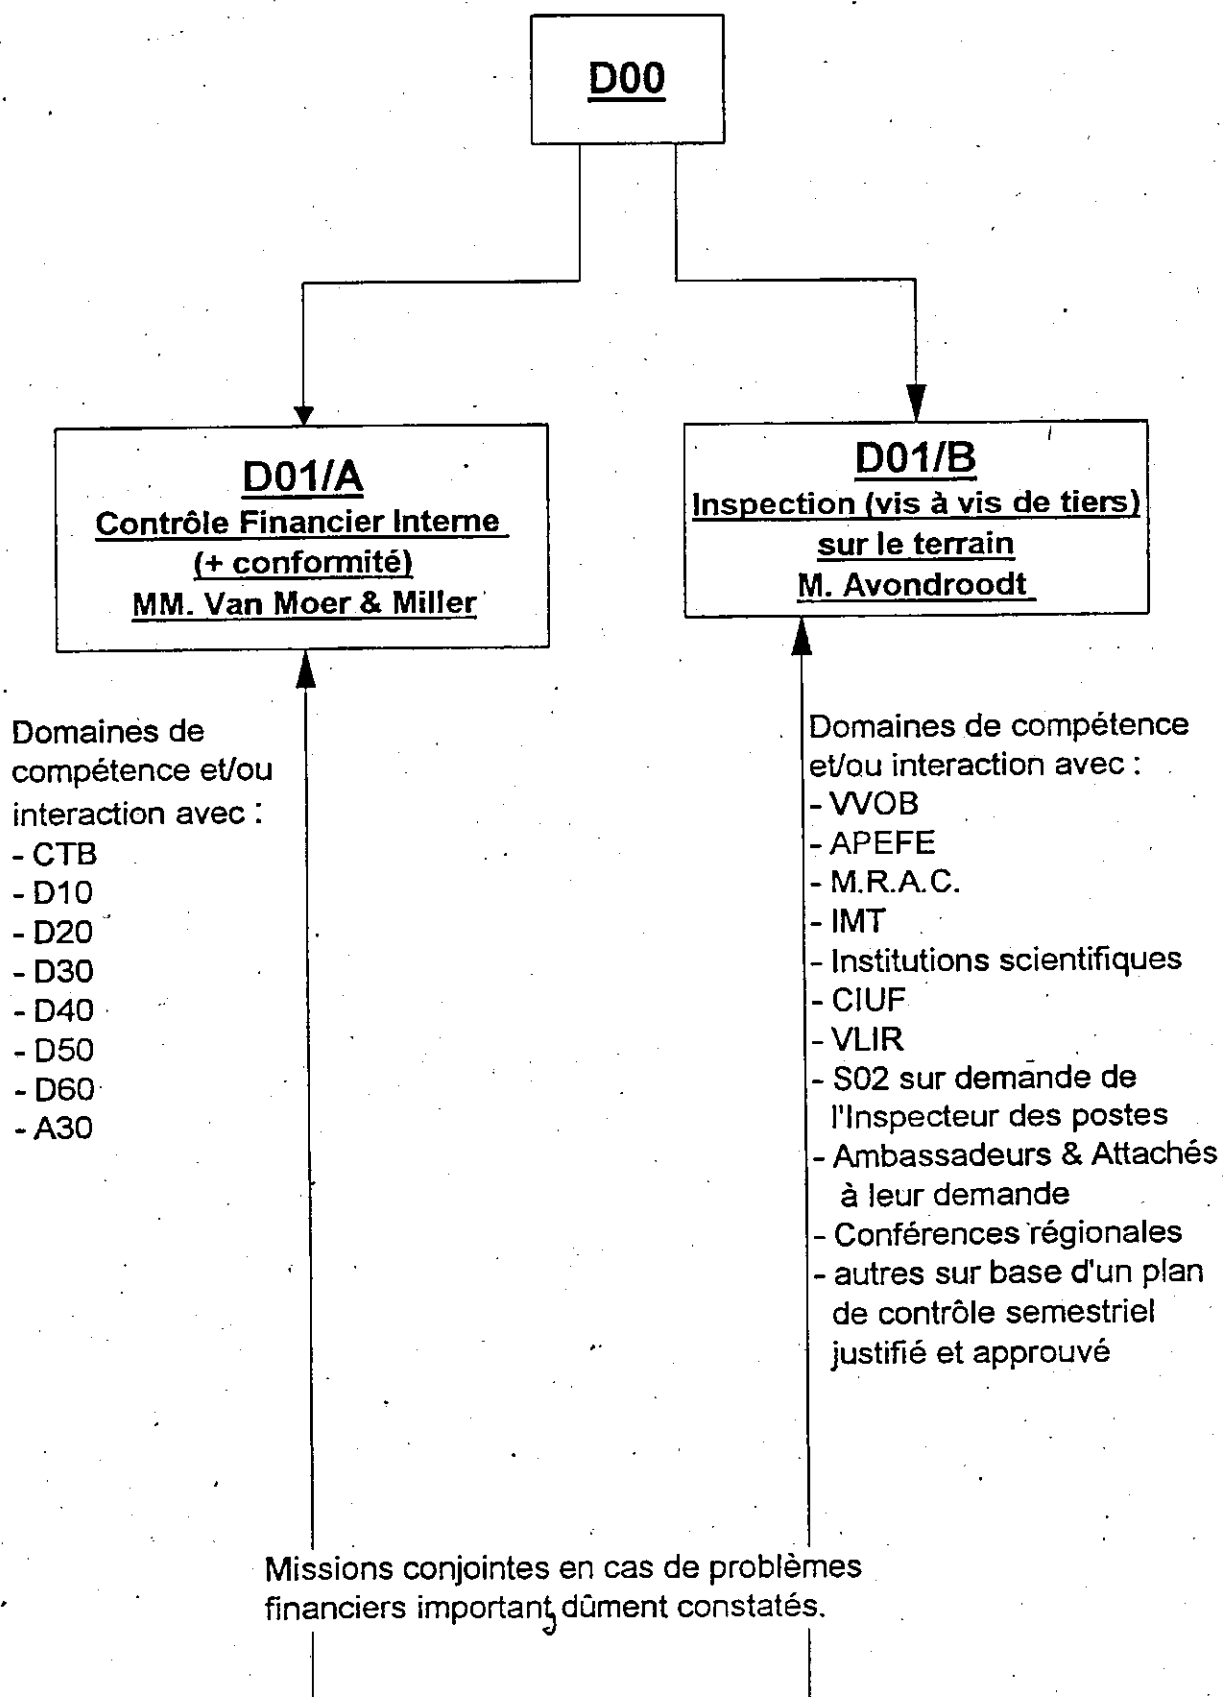 D00
D01/A
Contrôle Financier Interne
(+ conformité)
MM. Van Moer & Miller
D01/B
Inspection (vis à vis de tiers)
sur le terrain
M. Avondroodt
Domaines de
compétence et/ou
interaction avec :
- CTB
- D10
- D20
- D30
- D40
- D50
- D60
- A30
Domaines de compétence
et/ou interaction avec :
- VVOB
- APEFE
- M.R.A.C.
- IMT
- Institutions scientifiques
- CIUF
- VLIR
- S02 sur demande de
l'Inspecteur des postes
- Ambassadeurs & Attachés
à leur demande
- Conférences régionales
- autres sur base d'un plan
de contrôle semestriel
justifié et approuvé
Missions conjointes en cas de problèmes
financiers importants dûment constatés.